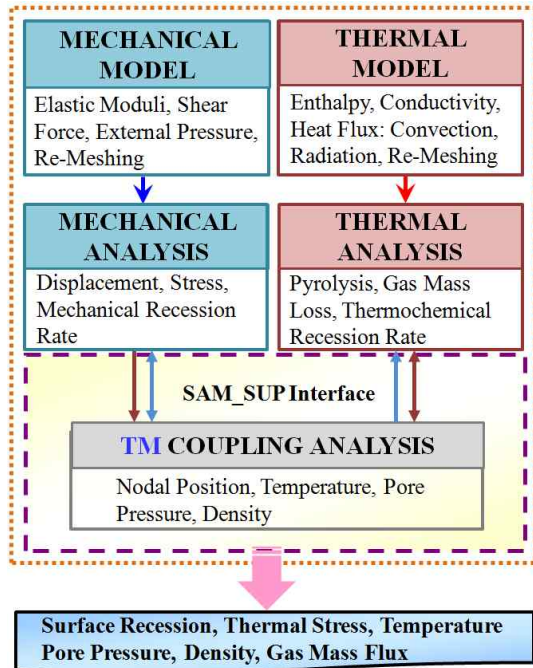 MECHANICAL
MODEL
Elastic Moduli, Shear
Force, External Pressure,
Re-Meshing
THERMAL
MODEL
Enthalpy, Conductivity,
Heat Flux: Convection,
Radiation, Re-Meshing
MECHANICAL
ANALYSIS
Displacement, Stress,
Mechanical Recession
Rate
THERMAL
ANALYSIS
Pyrolysis, Gas Mass
Loss, Thermochemical
Recession Rate
SAM_SUP Interface
TM COUPLING ANALYSIS
Nodal Position, Temperature, Pore
Pressure, Density
Surface Recession, Thermal Stress, Temperature
Pore Pressure, Density, Gas Mass Flux